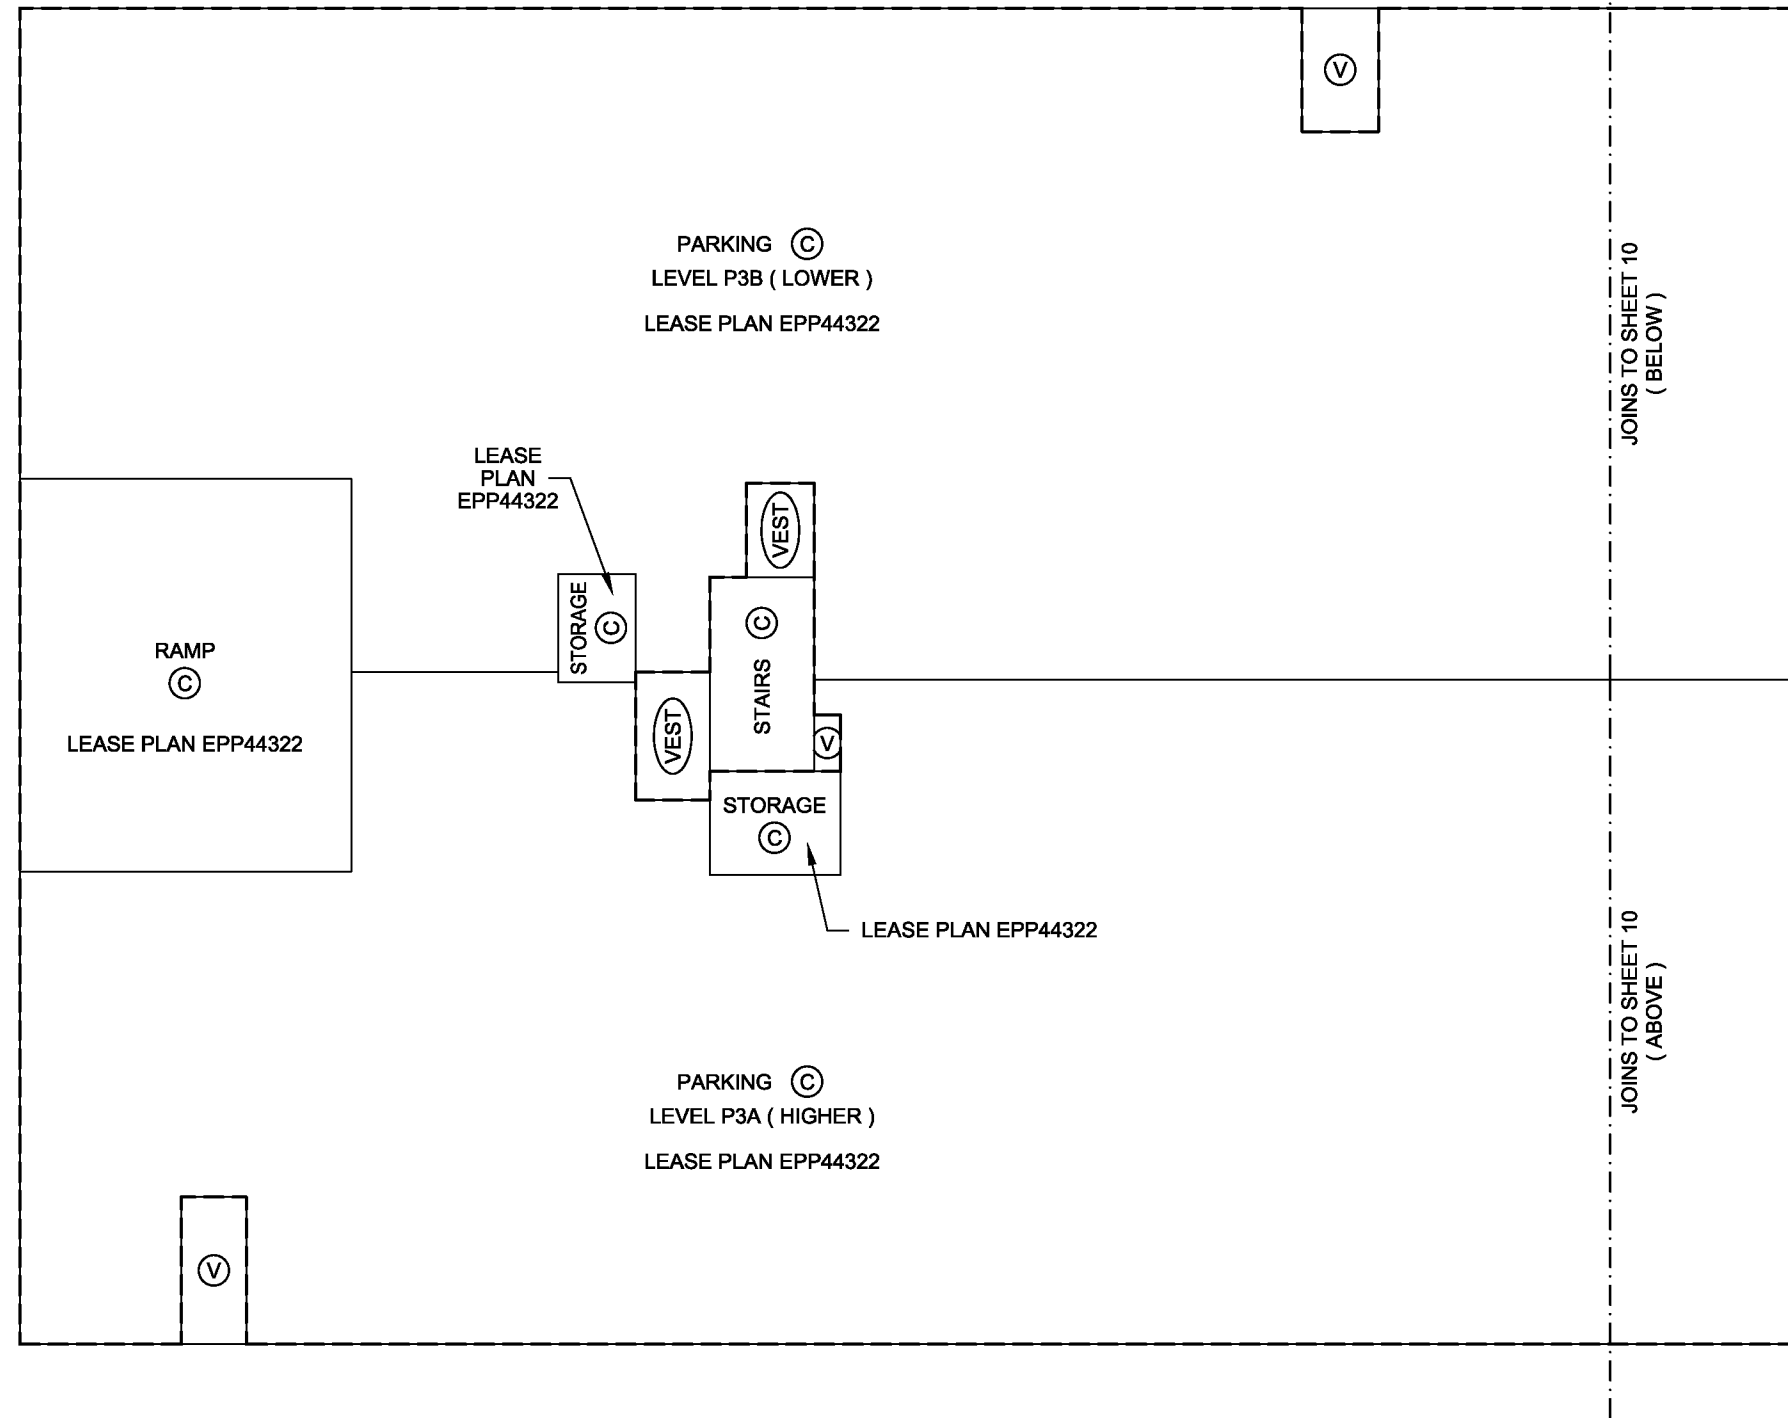 V
PARKING C
LEVEL P3B ( LOWER )
LEASE PLAN EPP44322
JOINS TO SHEET 10
( BELOW )
LEASE
PLAN
EPP44322
VEST
STORAGE
C
C
STAIRS
RAMP
C
LEASE PLAN EPP44322
VEST
V
STORAGE
C
LEASE PLAN EPP44322
JOINS TO SHEET 10
( ABOVE )
PARKING C
LEVEL P3A ( HIGHER )
LEASE PLAN EPP44322
V